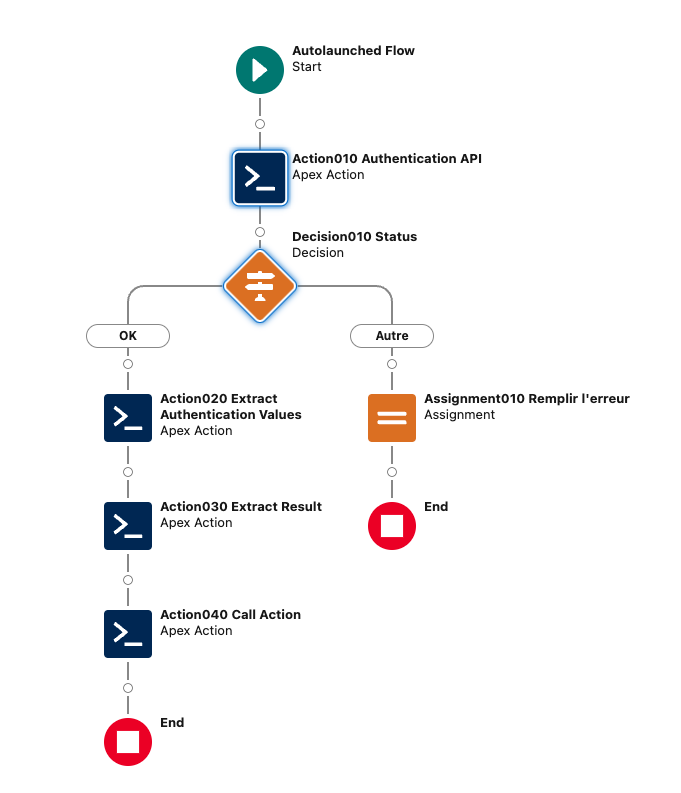 Autolaunched Flow
Start
Action010 Authentication API
Apex Action
Decision010 Status
Decision
OK
Autre
Action020 Extract
Authentication Values
Apex Action
Assignment010 Remplir l'erreur
Assignment
Action030 Extract Result
Apex Action
End
Action040 Call Action
Apex Action
End